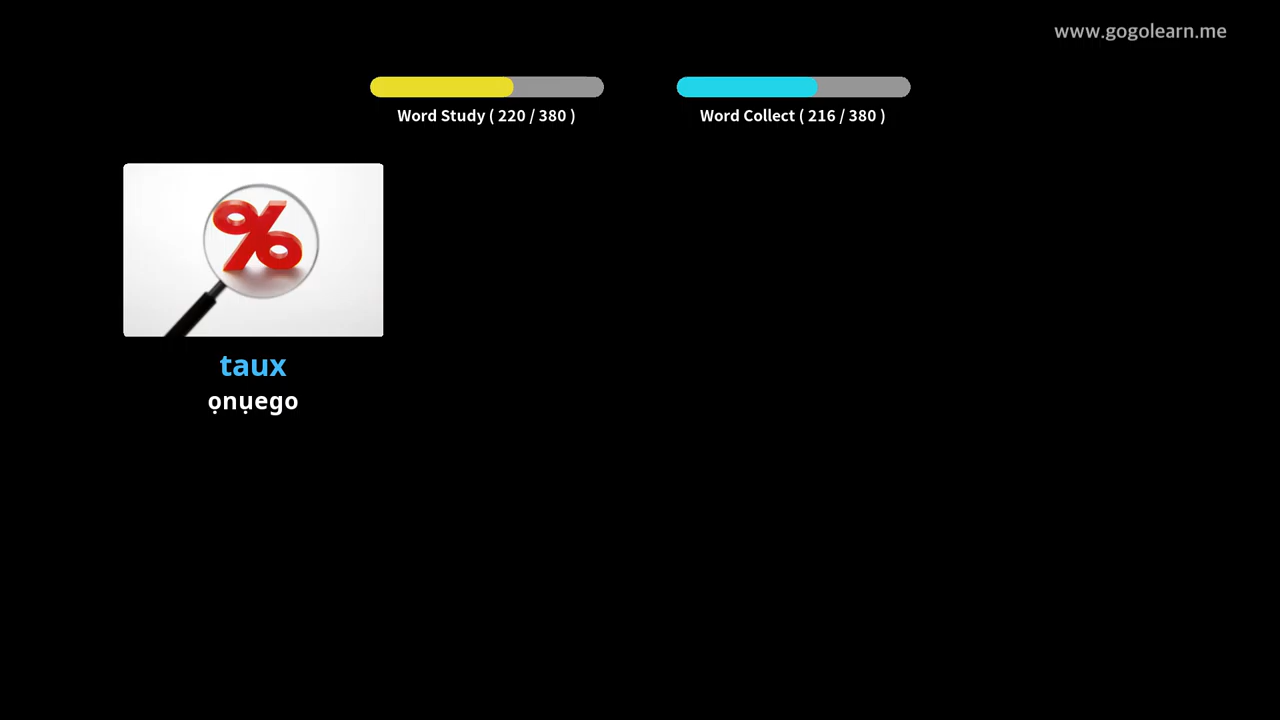 www.gogolearn.me
Word Study ( 220 / 380 )
Word Collect ( 216 / 380 )
%
taux
ọnụego